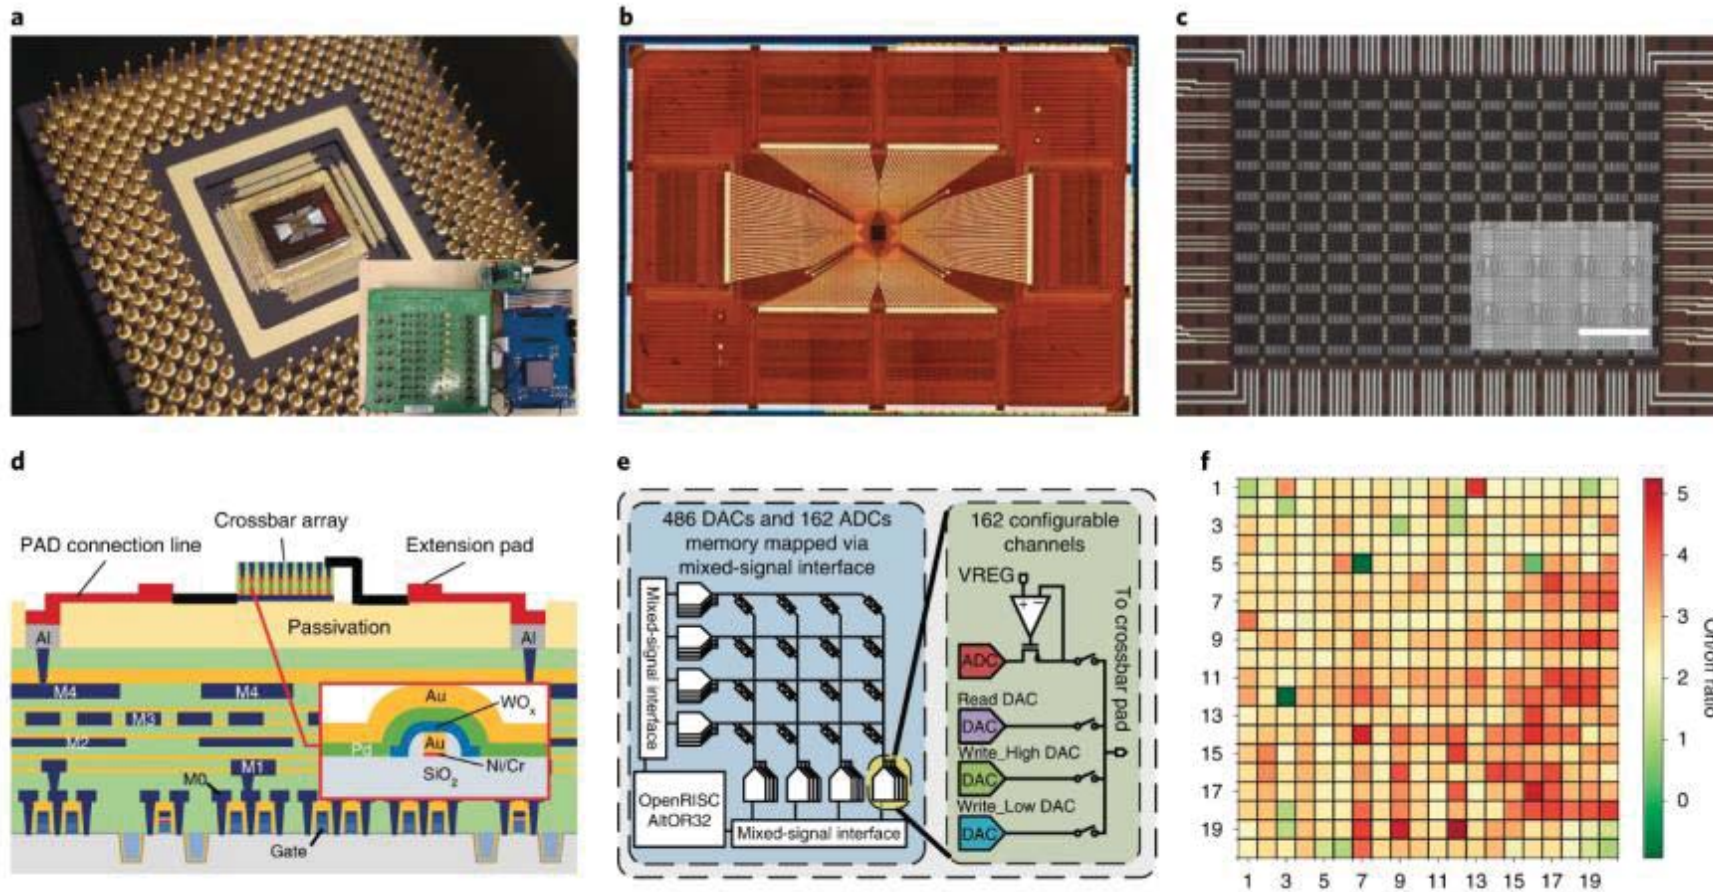 a
b
c
d
Crossbar array
PAD connection line
Extension pad
Passivation
Al
Al
M4
M4
M3
M2
M1
M0
Au
WOx
Pd
Au
Ni/Cr
SiO2
Gate
e
486 DACs and 162 ADCs
memory mapped via
mixed-signal interface
Mixed-signal interface
OpenRISC
AltOR32
Mixed-signal interface
162 configurable
channels
VREG
+ −
ADC
Read DAC
DAC
Write_High DAC
DAC
Write_Low DAC
DAC
To crossbar pad
f
1
3
5
7
9
11
13
15
17
19
1 3 5 7 9 11 13 15 17 19
5
4
3
2
1
0
ratio